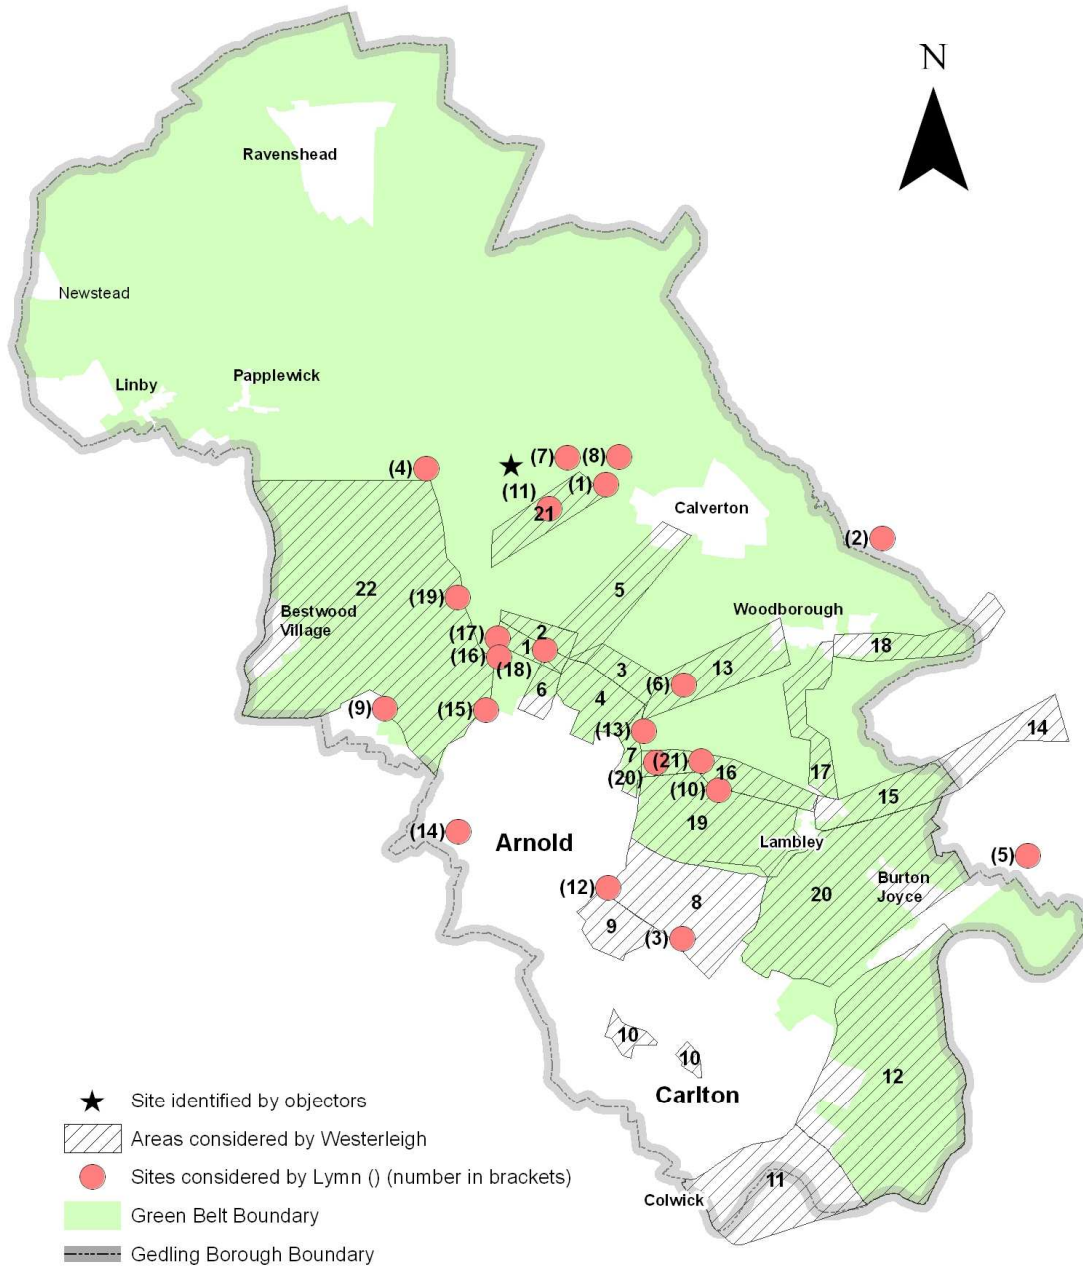 N
Ravenshead
Newstead
Linby
Papplewick
(4)
(7)
(8)
(11)
(1)
21
Calverton
(2)
22
5
Bestwood
Village
(19)
Woodborough
(17)
2
1
(16)
(18)
18
3
13
6
4
(6)
(9)
(15)
(13)
14
7
(21)
16
17
(20)
(10)
15
19
(14)
Arnold
Lambley
(5)
(12)
Burton
Joyce
8
20
9
(3)
10
10
12
Carlton
11
Colwick
Site identified by objectors
Areas considered by Westerleigh
Sites considered by Lymn () (number in brackets)
Green Belt Boundary
Gedling Borough Boundary